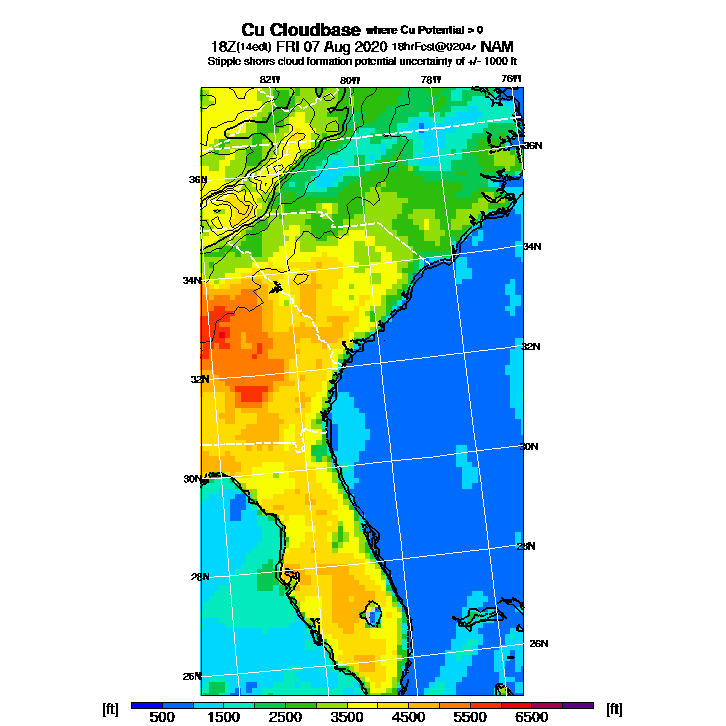 Cu Cloudbase where Cu Potential > 0
18Z(14edt) FRI 07 Aug 2020 18hrFcst@0204z NAM
Stipple shows cloud formation potential uncertainty of +/- 1000 ft
82W 80W 78W 76W
36N
36N
34N
34N
32N
32N
30N
30N
28N
28N
26N
26N
[ft] 500 1500 2500 3500 4500 5500 6500 [ft]